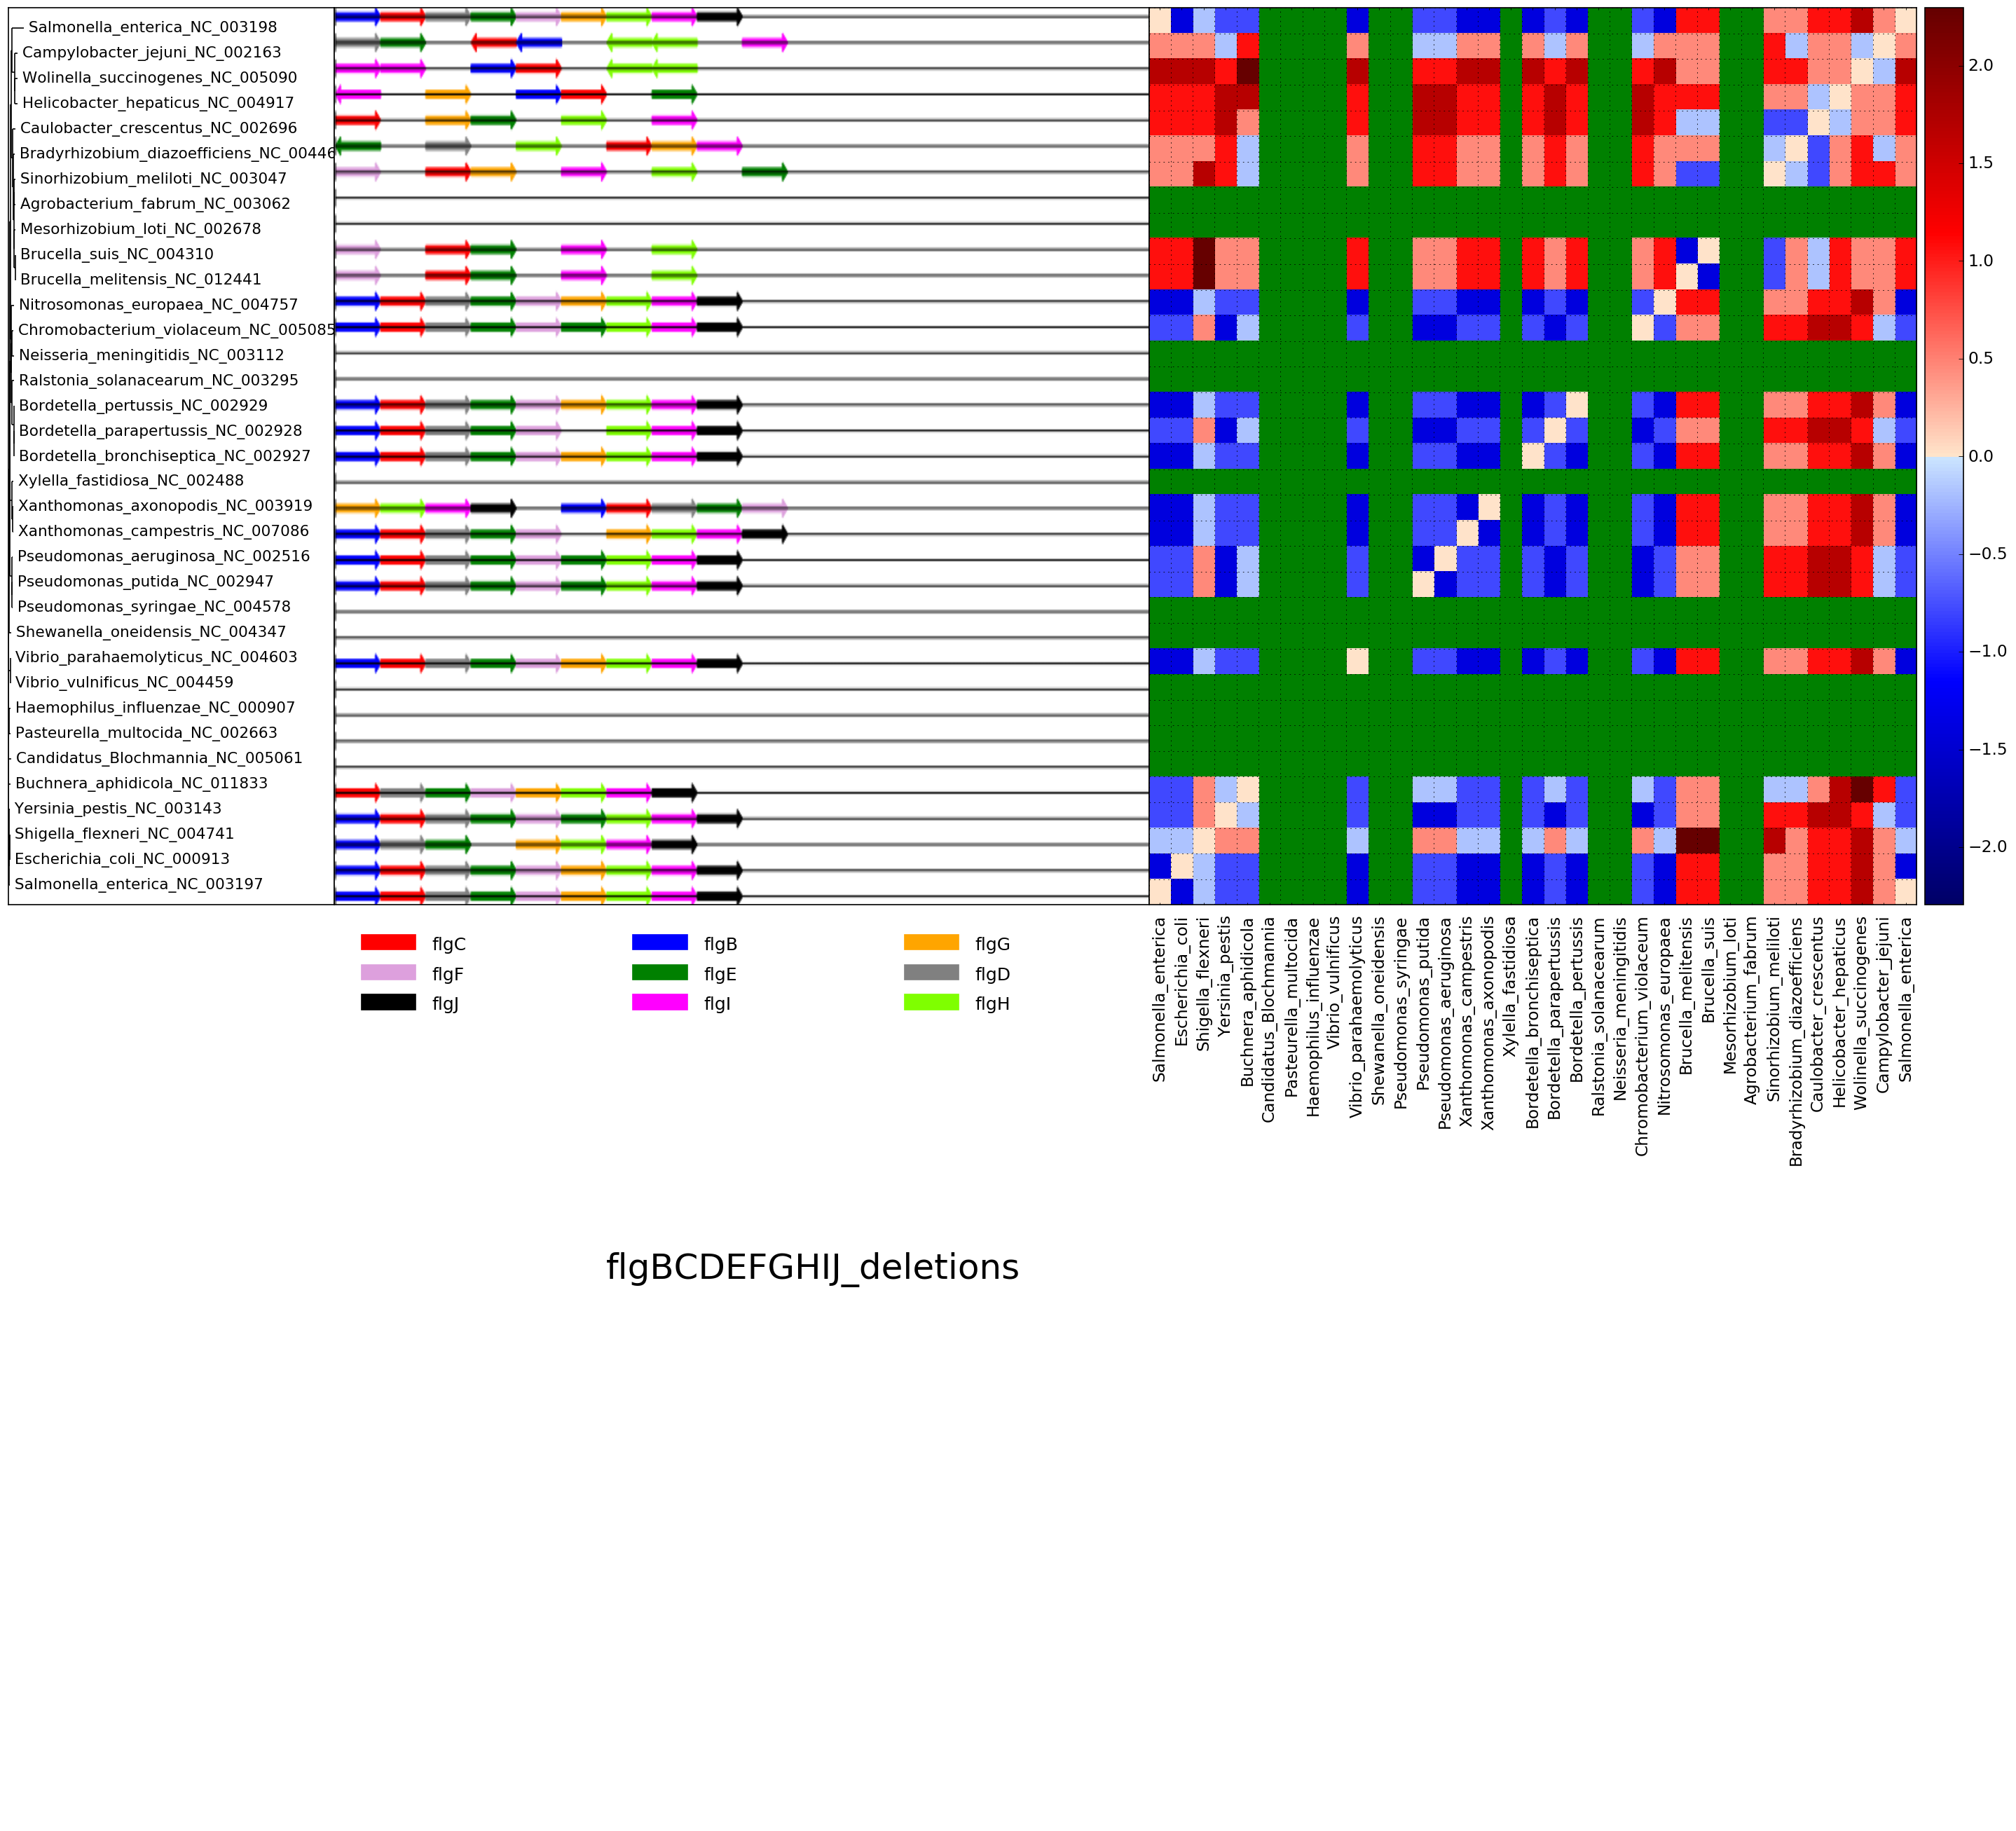 Salmonella_enterica_NC_003198
Campylobacter_jejuni_NC_002163
Wolinella_succinogenes_NC_005090
Helicobacter_hepaticus_NC_004917
Caulobacter_crescentus_NC_002696
Bradyrhizobium_diazoefficiens_NC_00446
Sinorhizobium_meliloti_NC_003047
Agrobacterium_fabrum_NC_003062
Mesorhizobium_loti_NC_002678
Brucella_suis_NC_004310
Brucella_melitensis_NC_012441
Nitrosomonas_europaea_NC_004757
Chromobacterium_violaceum_NC_005085
Neisseria_meningitidis_NC_003112
Ralstonia_solanacearum_NC_003295
Bordetella_pertussis_NC_002929
Bordetella_parapertussis_NC_002928
Bordetella_bronchiseptica_NC_002927
Xylella_fastidiosa_NC_002488
Xanthomonas_axonopodis_NC_003919
Xanthomonas_campestris_NC_007086
Pseudomonas_aeruginosa_NC_002516
Pseudomonas_putida_NC_002947
Pseudomonas_syringae_NC_004578
Shewanella_oneidensis_NC_004347
Vibrio_parahaemolyticus_NC_004603
Vibrio_vulnificus_NC_004459
Haemophilus_influenzae_NC_000907
Pasteurella_multocida_NC_002663
Candidatus_Blochmannia_NC_005061
Buchnera_aphidicola_NC_011833
Yersinia_pestis_NC_003143
Shigella_flexneri_NC_004741
Escherichia_coli_NC_000913
Salmonella_enterica_NC_003197
2.0
1.5
1.0
0.5
0.0
−0.5
−1.0
−1.5
−2.0
Salmonella_enterica
Escherichia_coli
Shigella_flexneri
Yersinia_pestis
Buchnera_aphidicola
Candidatus_Blochmannia
Pasteurella_multocida
Haemophilus_influenzae
Vibrio_vulnificus
Vibrio_parahaemolyticus
Shewanella_oneidensis
Pseudomonas_syringae
Pseudomonas_putida
Pseudomonas_aeruginosa
Xanthomonas_campestris
Xanthomonas_axonopodis
Xylella_fastidiosa
Bordetella_bronchiseptica
Bordetella_parapertussis
Bordetella_pertussis
Ralstonia_solanacearum
Neisseria_meningitidis
Chromobacterium_violaceum
Nitrosomonas_europaea
Brucella_melitensis
Brucella_suis
Mesorhizobium_loti
Agrobacterium_fabrum
Sinorhizobium_meliloti
Bradyrhizobium_diazoefficiens
Caulobacter_crescentus
Helicobacter_hepaticus
Wolinella_succinogenes
Campylobacter_jejuni
Salmonella_enterica
flgC flgB flgG
flgF flgE flgD
flgJ flgI flgH
flgBCDEFGHIJ_deletions